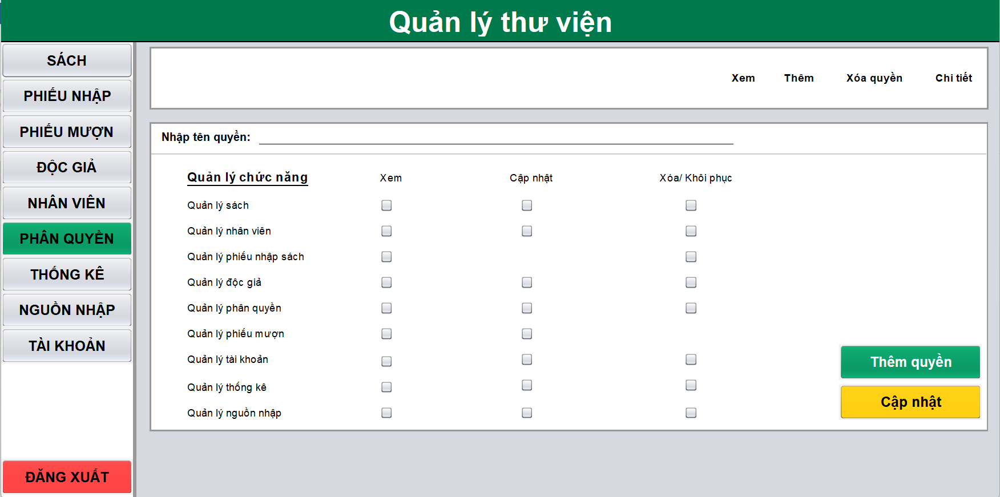 Quản lý thư viện
SÁCH
PHIẾU NHẬP
PHIẾU MƯỢN
ĐỘC GIẢ
NHÂN VIÊN
PHÂN QUYỀN
THỐNG KÊ
NGUỒN NHẬP
TÀI KHOẢN
ĐĂNG XUẤT
Xem Thêm Xóa quyền Chi tiết
Nhập tên quyền:
Quản lý chức năng Xem Cập nhật Xóa/ Khôi phục
Quản lý sách
Quản lý nhân viên
Quản lý phiếu nhập sách
Quản lý độc giả
Quản lý phân quyền
Quản lý phiếu mượn
Quản lý tài khoản
Quản lý thống kê
Quản lý nguồn nhập
Thêm quyền
Cập nhật